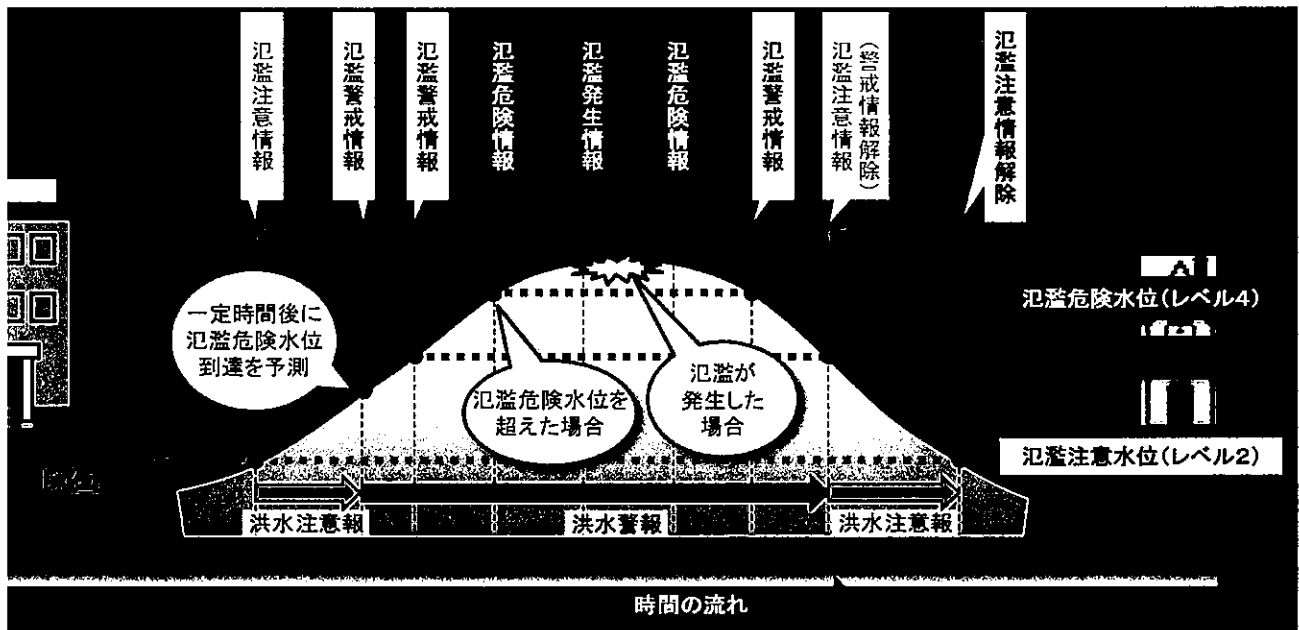 氾濫注意情報
氾濫警戒情報
氾濫警戒情報
氾濫危険情報
氾濫発生情報
氾濫危険情報
氾濫警戒情報
(警戒情報解除)
氾濫注意情報
氾濫注意情報解除
一定時間後に
氾濫危険水位
到達を予測
氾濫危険水位を
超えた場合
氾濫が
発生した
場合
氾濫危険水位(レベル4)
氾濫注意水位(レベル2)
洪水注意報
洪水警報
洪水注意報
時間の流れ